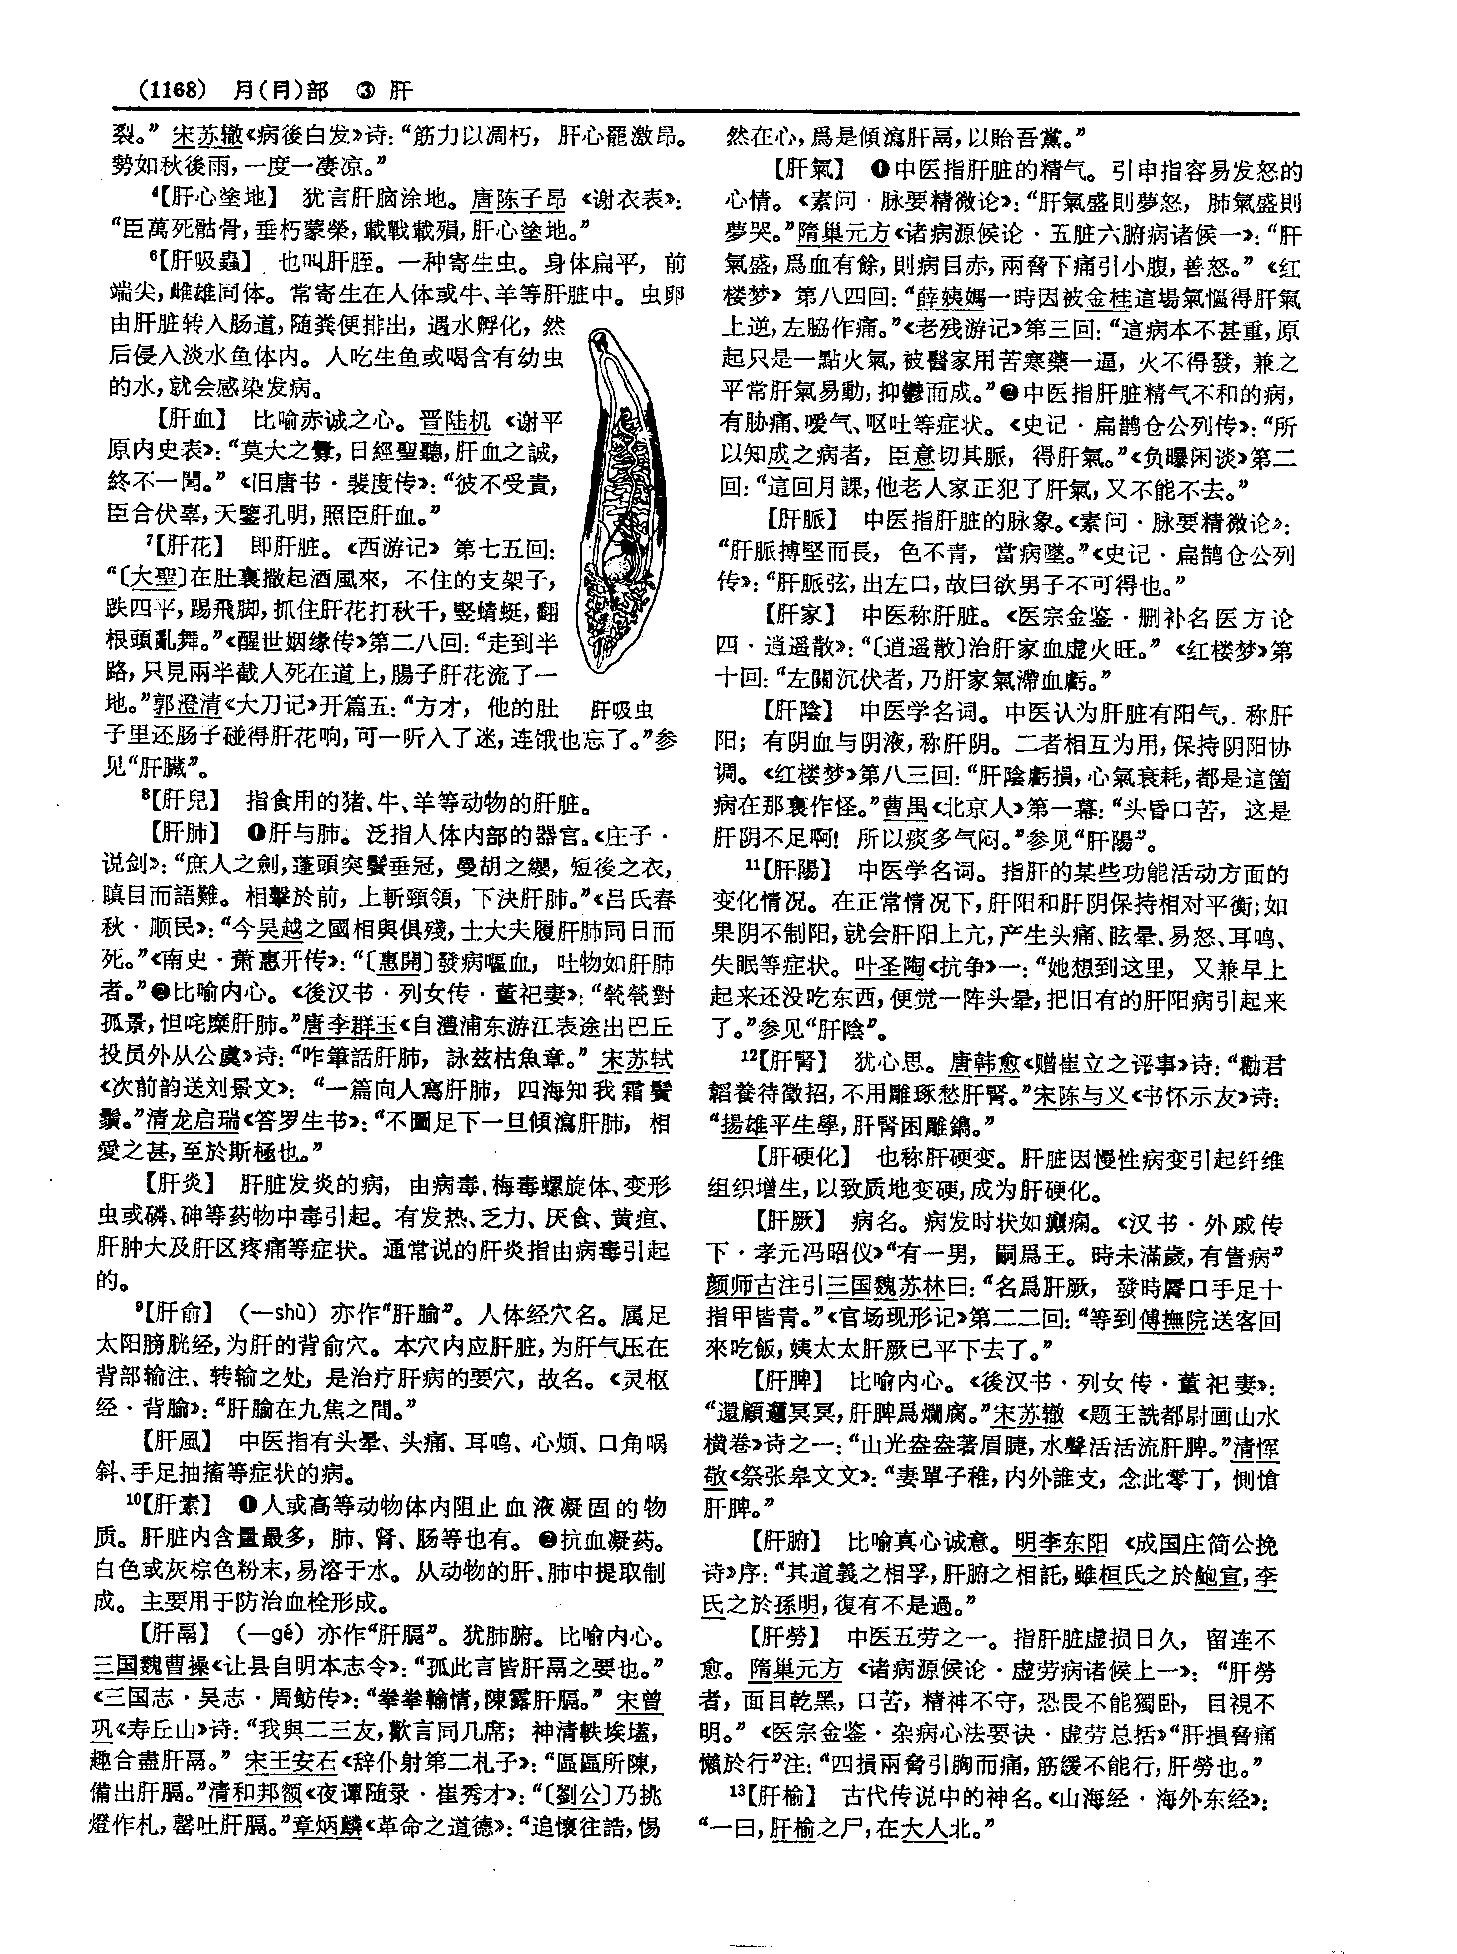 (1168) 月(⺼)部 ③ 肝
裂。”宋苏辙《病後白发》诗：“筋力以凋朽，肝心罷激昂。
勢如秋後雨，一度一凄凉。”
⁴【肝心塗地】 犹言肝脑涂地。唐陈子昂《谢衣表》：
“臣萬死骷骨，垂朽蒙榮，載戰載殞，肝心塗地。”
⁶【肝吸蟲】 也叫肝蛭。一种寄生虫。身体扁平，前
端尖，雌雄同体。常寄生在人体或牛、羊等肝脏中。虫卵
由肝脏转入肠道，随粪便排出，遇水孵化，然
后侵入淡水鱼体内。人吃生鱼或喝含有幼虫
的水，就会感染发病。
【肝血】 比喻赤诚之心。晋陆机《谢平
原内史表》：“莫大之釁，日經聖聽，肝血之誠，
終不一聞。”《旧唐书·裴度传》：“彼不受責，
臣合伏辜，天鑒孔明，照臣肝血。”
⁷【肝花】 即肝脏。《西游记》第七五回：
“〔大聖〕在肚裏撒起酒風來，不住的支架子，
跌四平，踢飛脚，抓住肝花打秋千，竪蜻蜓，翻
根頭亂舞。”《醒世姻缘传》第二八回：“走到半
路，只見兩半截人死在道上，腸子肝花流了一
地。”郭澄清《大刀记》开篇五：“方才，他的肚
肝吸虫
子里还肠子碰得肝花响，可一听入了迷，连饿也忘了。”参
见“肝臟”。
⁸【肝兒】 指食用的猪、牛、羊等动物的肝脏。
【肝肺】 ❶肝与肺。泛指人体内部的器官。《庄子·
说剑》：“庶人之劍，蓬頭突鬢垂冠，曼胡之纓，短後之衣，
瞋目而語難。相擊於前，上斬頸領，下決肝肺。”《吕氏春
秋·顺民》：“今吴越之國相與俱殘，士大夫履肝肺同日而
死。”《南史·萧惠开传》：“〔惠開〕發病嘔血，吐物如肝肺
者。”❷比喻内心。《後汉书·列女传·董祀妻》：“煢煢對
孤景，怛咤糜肝肺。”唐李群玉《自澧浦东游江表途出巴丘
投员外从公虞》诗：“咋筆話肝肺，詠兹枯魚章。”宋苏轼
《次前韵送刘景文》：“一篇向人寫肝肺，四海知我霜鬢
鬚。”清龙启瑞《答罗生书》：“不圖足下一旦傾瀉肝肺，相
愛之甚，至於斯極也。”
【肝炎】 肝脏发炎的病，由病毒、梅毒螺旋体、变形
虫或磷、砷等药物中毒引起。有发热、乏力、厌食、黄疸、
肝肿大及肝区疼痛等症状。通常说的肝炎指由病毒引起
的。
⁹【肝俞】 (—shù) 亦作“肝腧”。人体经穴名。属足
太阳膀胱经，为肝的背俞穴。本穴内应肝脏，为肝气压在
背部输注、转输之处，是治疗肝病的要穴，故名。《灵枢
经·背腧》：“肝腧在九焦之間。”
【肝風】 中医指有头晕、头痛、耳鸣、心烦、口角㖞
斜、手足抽搐等症状的病。
¹⁰【肝素】 ❶人或高等动物体内阻止血液凝固的物
质。肝脏内含量最多，肺、肾、肠等也有。❷抗血凝药。
白色或灰棕色粉末，易溶于水。从动物的肝、肺中提取制
成。主要用于防治血栓形成。
【肝鬲】 (—gé) 亦作“肝膈”。犹肺腑。比喻内心。
三国魏曹操《让县自明本志令》：“孤此言皆肝鬲之要也。”
《三国志·吴志·周鲂传》：“拳拳輸情，陳露肝膈。”宋曾
巩《寿丘山》诗：“我與二三友，歡言同几席；神清軼埃壒，
趣合盡肝鬲。”宋王安石《辞仆射第二札子》：“區區所陳，
備出肝膈。”清和邦额《夜谭随录·崔秀才》：“〔劉公〕乃挑
燈作札，罄吐肝膈。”章炳麟《革命之道德》：“追懷往誥，惕
然在心，爲是傾瀉肝鬲，以貽吾黨。”
【肝氣】 ❶中医指肝脏的精气。引申指容易发怒的
心情。《素问·脉要精微论》：“肝氣盛則夢怒，肺氣盛則
夢哭。”隋巢元方《诸病源候论·五脏六腑病诸候一》：“肝
氣盛，爲血有餘，則病目赤，兩脅下痛引小腹，善怒。”《红
楼梦》第八四回：“薛姨媽一時因被金桂這場氣慪得肝氣
上逆，左脇作痛。”《老残游记》第三回：“這病本不甚重，原
起只是一點火氣，被醫家用苦寒藥一逼，火不得發，兼之
平常肝氣易動，抑鬱而成。”❷中医指肝脏精气不和的病，
有胁痛、嗳气、呕吐等症状。《史记·扁鹊仓公列传》：“所
以知成之病者，臣意切其脈，得肝氣。”《负曝闲谈》第二
回：“這回月課，他老人家正犯了肝氣，又不能不去。”
【肝脈】 中医指肝脏的脉象。《素问·脉要精微论》：
“肝脈搏堅而長，色不青，當病墜。”《史记·扁鹊仓公列
传》：“肝脈弦，出左口，故曰欲男子不可得也。”
【肝家】 中医称肝脏。《医宗金鉴·删补名医方论
四·逍遥散》：“〔逍遥散〕治肝家血虚火旺。”《红楼梦》第
十回：“左關沉伏者，乃肝家氣滯血虧。”
【肝陰】 中医学名词。中医认为肝脏有阳气，称肝
阳；有阴血与阴液，称肝阴。二者相互为用，保持阴阳协
调。《红楼梦》第八三回：“肝陰虧損，心氣衰耗，都是這箇
病在那裏作怪。”曹禺《北京人》第一幕：“头昏口苦，这是
肝阴不足啊！所以痰多气闷。”参见“肝陽”。
¹¹【肝陽】 中医学名词。指肝的某些功能活动方面的
变化情况。在正常情况下，肝阳和肝阴保持相对平衡；如
果阴不制阳，就会肝阳上亢，产生头痛、眩晕、易怒、耳鸣、
失眠等症状。叶圣陶《抗争》一：“她想到这里，又兼早上
起来还没吃东西，便觉一阵头晕，把旧有的肝阳病引起来
了。”参见“肝陰”。
¹²【肝腎】 犹心思。唐韩愈《赠崔立之评事》诗：“勸君
韜養待徵招，不用雕琢愁肝腎。”宋陈与义《书怀示友》诗：
“揚雄平生學，肝腎困雕鐫。”
【肝硬化】 也称肝硬变。肝脏因慢性病变引起纤维
组织增生，以致质地变硬，成为肝硬化。
【肝厥】 病名。病发时状如癫痫。《汉书·外戚传
下·孝元冯昭仪》“有一男，嗣爲王。時未滿歲，有眚病”
颜师古注引三国魏苏林曰：“名爲肝厥，發時脣口手足十
指甲皆青。”《官场现形记》第二二回：“等到傅撫院送客回
來吃飯，姨太太肝厥已平下去了。”
【肝脾】 比喻内心。《後汉书·列女传·董祀妻》：
“還顧邈冥冥，肝脾爲爛腐。”宋苏辙《题王詵都尉画山水
横卷》诗之一：“山光盎盎著眉睫，水聲活活流肝脾。”清恽
敬《祭张皋文文》：“妻單子稚，内外誰支，念此零丁，惻愴
肝脾。”
【肝腑】 比喻真心诚意。明李东阳《成国庄简公挽
诗》序：“其道義之相孚，肝腑之相託，雖桓氏之於鮑宣，李
氏之於孫明，復有不是過。”
【肝勞】 中医五劳之一。指肝脏虚损日久，留连不
愈。隋巢元方《诸病源候论·虚劳病诸候上一》：“肝勞
者，面目乾黑，口苦，精神不守，恐畏不能獨卧，目視不
明。”《医宗金鉴·杂病心法要诀·虚劳总括》“肝損脅痛
懶於行”注：“四損兩脅引胸而痛，筋緩不能行，肝勞也。”
¹³【肝榆】 古代传说中的神名。《山海经·海外东经》：
“一曰，肝榆之尸，在大人北。”